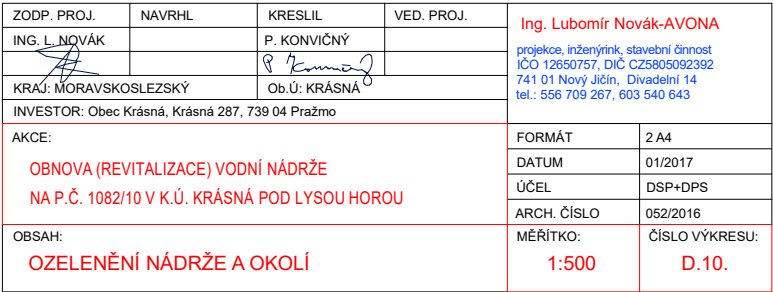 ZODP. PROJ. NAVRHL KRESLIL VED. PROJ.
ING. L. NOVÁK P. KONVIČNÝ
P Konvičný
KRAJ: MORAVSKOSLEZSKÝ Ob.Ú: KRÁSNÁ
INVESTOR: Obec Krásná, Krásná 287, 739 04 Pražmo
Ing. Lubomír Novák-AVONA
projekce, inženýrink, stavební činnost
IČO 12650757, DIČ CZ5805092392
741 01 Nový Jičín, Divadelní 14
tel.: 556 709 267, 603 540 643
AKCE:
OBNOVA (REVITALIZACE) VODNÍ NÁDRŽE
NA P.Č. 1082/10 V K.Ú. KRÁSNÁ POD LYSOU HOROU
FORMÁT 2 A4
DATUM 01/2017
ÚČEL DSP+DPS
ARCH. ČÍSLO 052/2016
OBSAH:
OZELENĚNÍ NÁDRŽE A OKOLÍ
MĚŘÍTKO: ČÍSLO VÝKRESU:
1:500 D.10.